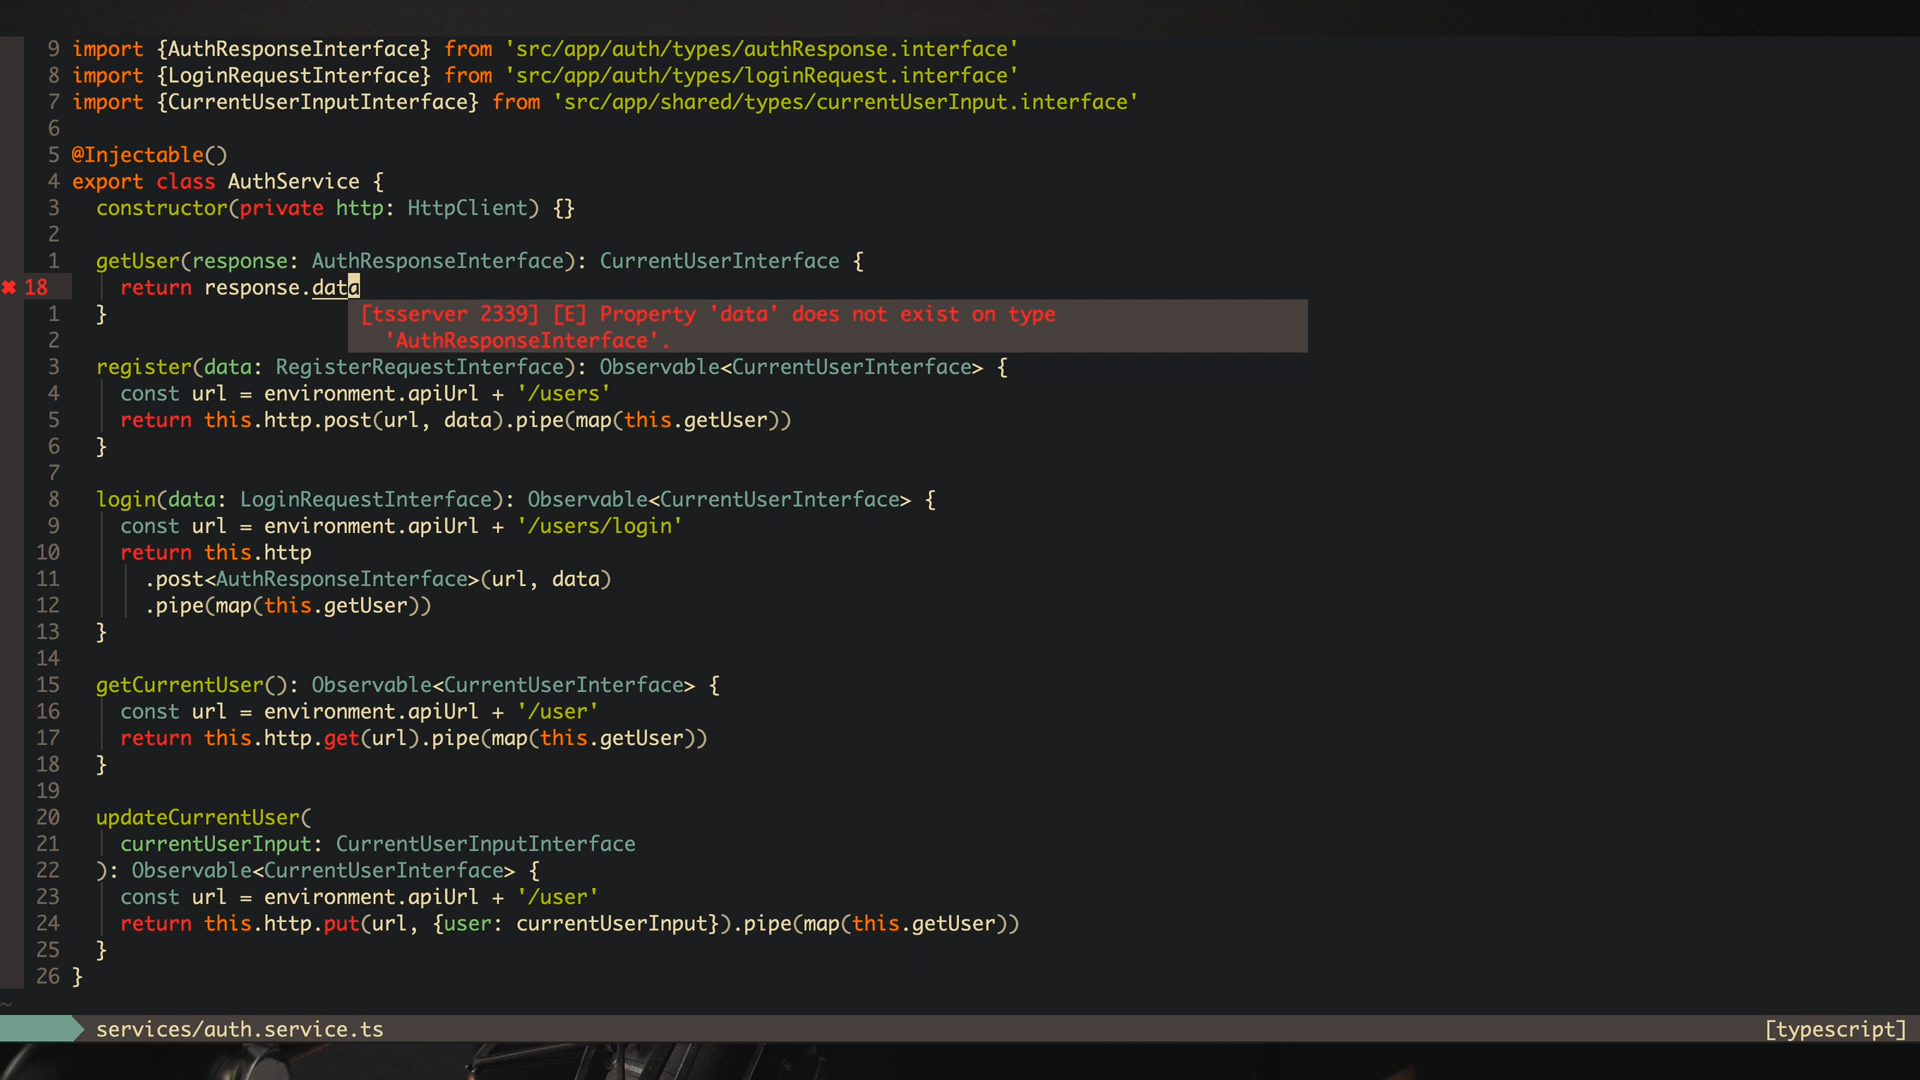 9 import {AuthResponseInterface} from 'src/app/auth/types/authResponse.interface'
8 import {LoginRequestInterface} from 'src/app/auth/types/loginRequest.interface'
7 import {CurrentUserInputInterface} from 'src/app/shared/types/currentUserInput.interface'
6
5 @Injectable()
4 export class AuthService {
3   constructor(private http: HttpClient) {}
2
1   getUser(response: AuthResponseInterface): CurrentUserInterface {
✖ 18     return response.data
1   }
[tsserver 2339] [E] Property 'data' does not exist on type
2
'AuthResponseInterface'.
3   register(data: RegisterRequestInterface): Observable<CurrentUserInterface> {
4     const url = environment.apiUrl + '/users'
5     return this.http.post(url, data).pipe(map(this.getUser))
6   }
7
8   login(data: LoginRequestInterface): Observable<CurrentUserInterface> {
9     const url = environment.apiUrl + '/users/login'
10     return this.http
11       .post<AuthResponseInterface>(url, data)
12       .pipe(map(this.getUser))
13   }
14
15   getCurrentUser(): Observable<CurrentUserInterface> {
16     const url = environment.apiUrl + '/user'
17     return this.http.get(url).pipe(map(this.getUser))
18   }
19
20   updateCurrentUser(
21     currentUserInput: CurrentUserInputInterface
22   ): Observable<CurrentUserInterface> {
23     const url = environment.apiUrl + '/user'
24     return this.http.put(url, {user: currentUserInput}).pipe(map(this.getUser))
25   }
26 }
~
services/auth.service.ts
[typescript]